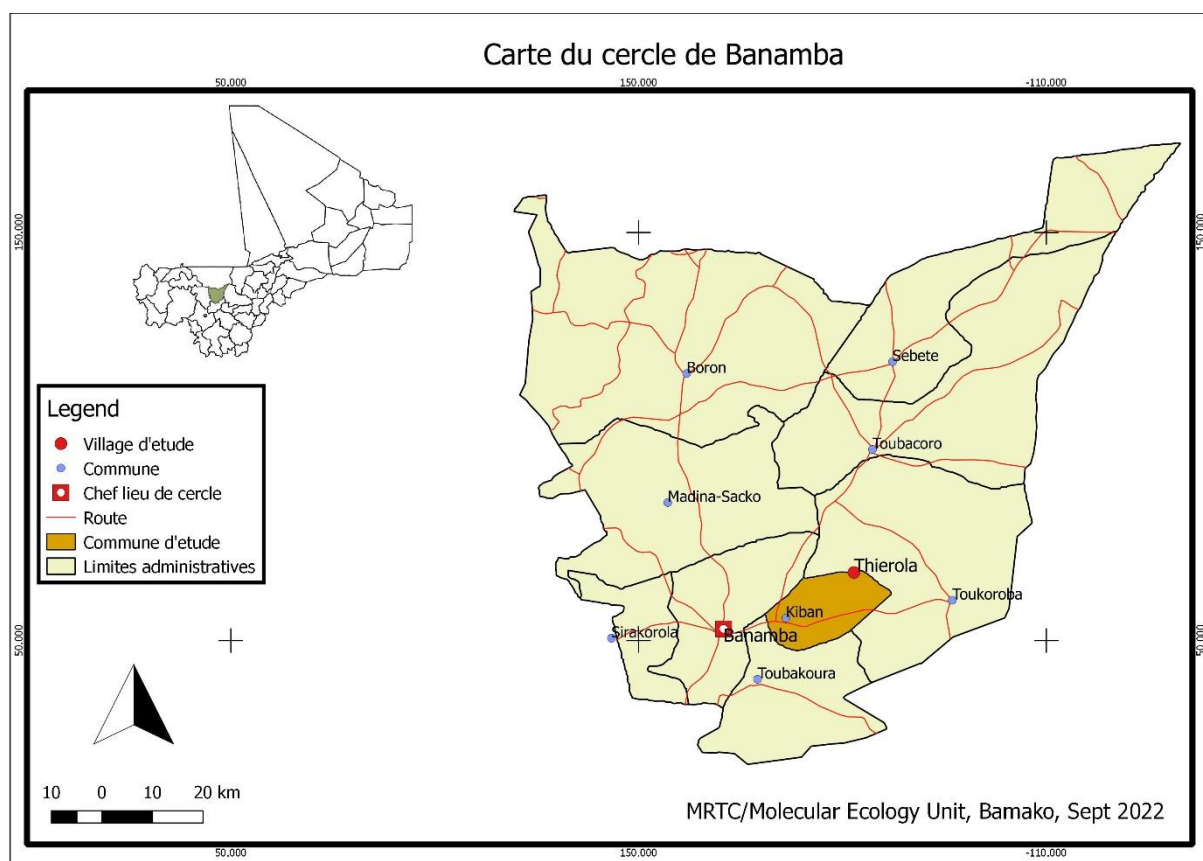 Carte du cercle de Banamba
50.000
150.000
-110.000
150.000
150.000
Sebete
Boron
Legend
Village d'etude
Commune
Chef lieu de cercle
Route
Commune d'etude
Limites administratives
Toubacoro
Madina-Sacko
Thierola
Toukoroba
Kiban
Sirakorola
Banamba
50.000
50.000
Toubakoura
10 0 10 20 km
MRTC/Molecular Ecology Unit, Bamako, Sept 2022
50.000
150.000
-110.000